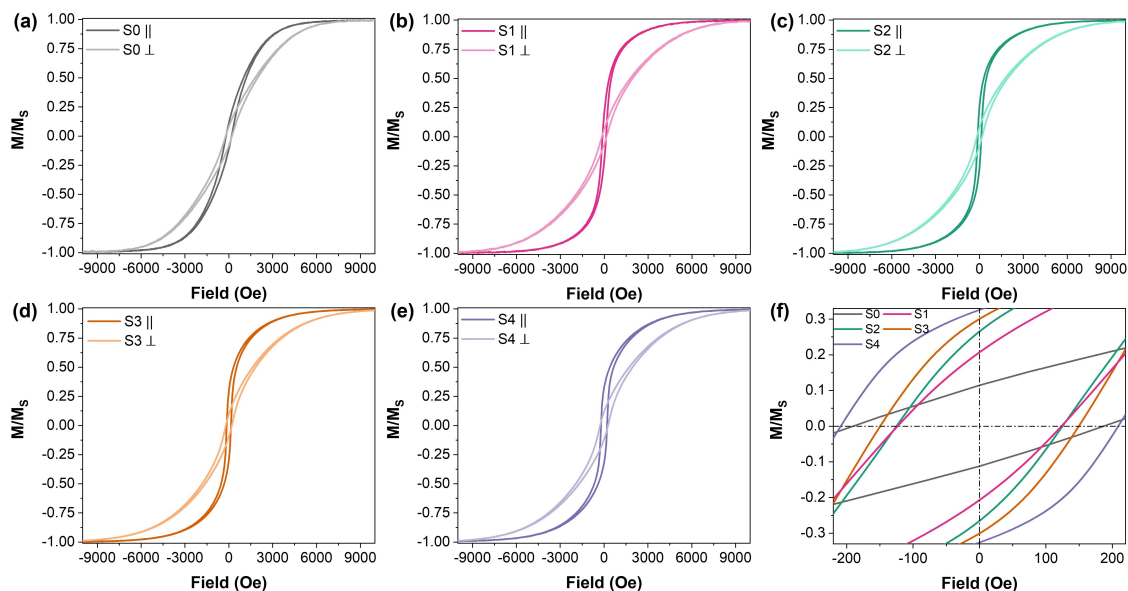 (a)
S0 ||
S0 ⊥
1.00
0.75
0.50
0.25
0.00
-0.25
-0.50
-0.75
-1.00
M/MS
-9000 -6000 -3000 0 3000 6000 9000
Field (Oe)
(b)
S1 ||
S1 ⊥
1.00
0.75
0.50
0.25
0.00
-0.25
-0.50
-0.75
-1.00
M/MS
-9000 -6000 -3000 0 3000 6000 9000
Field (Oe)
(c)
S2 ||
S2 ⊥
1.00
0.75
0.50
0.25
0.00
-0.25
-0.50
-0.75
-1.00
M/MS
-9000 -6000 -3000 0 3000 6000 9000
Field (Oe)
(d)
S3 ||
S3 ⊥
1.00
0.75
0.50
0.25
0.00
-0.25
-0.50
-0.75
-1.00
M/MS
-9000 -6000 -3000 0 3000 6000 9000
Field (Oe)
(e)
S4 ||
S4 ⊥
1.00
0.75
0.50
0.25
0.00
-0.25
-0.50
-0.75
-1.00
M/MS
-9000 -6000 -3000 0 3000 6000 9000
Field (Oe)
(f)
S0 S1
S2 S3
S4
0.3
0.2
0.1
0.0
-0.1
-0.2
-0.3
M/MS
-200 -100 0 100 200
Field (Oe)